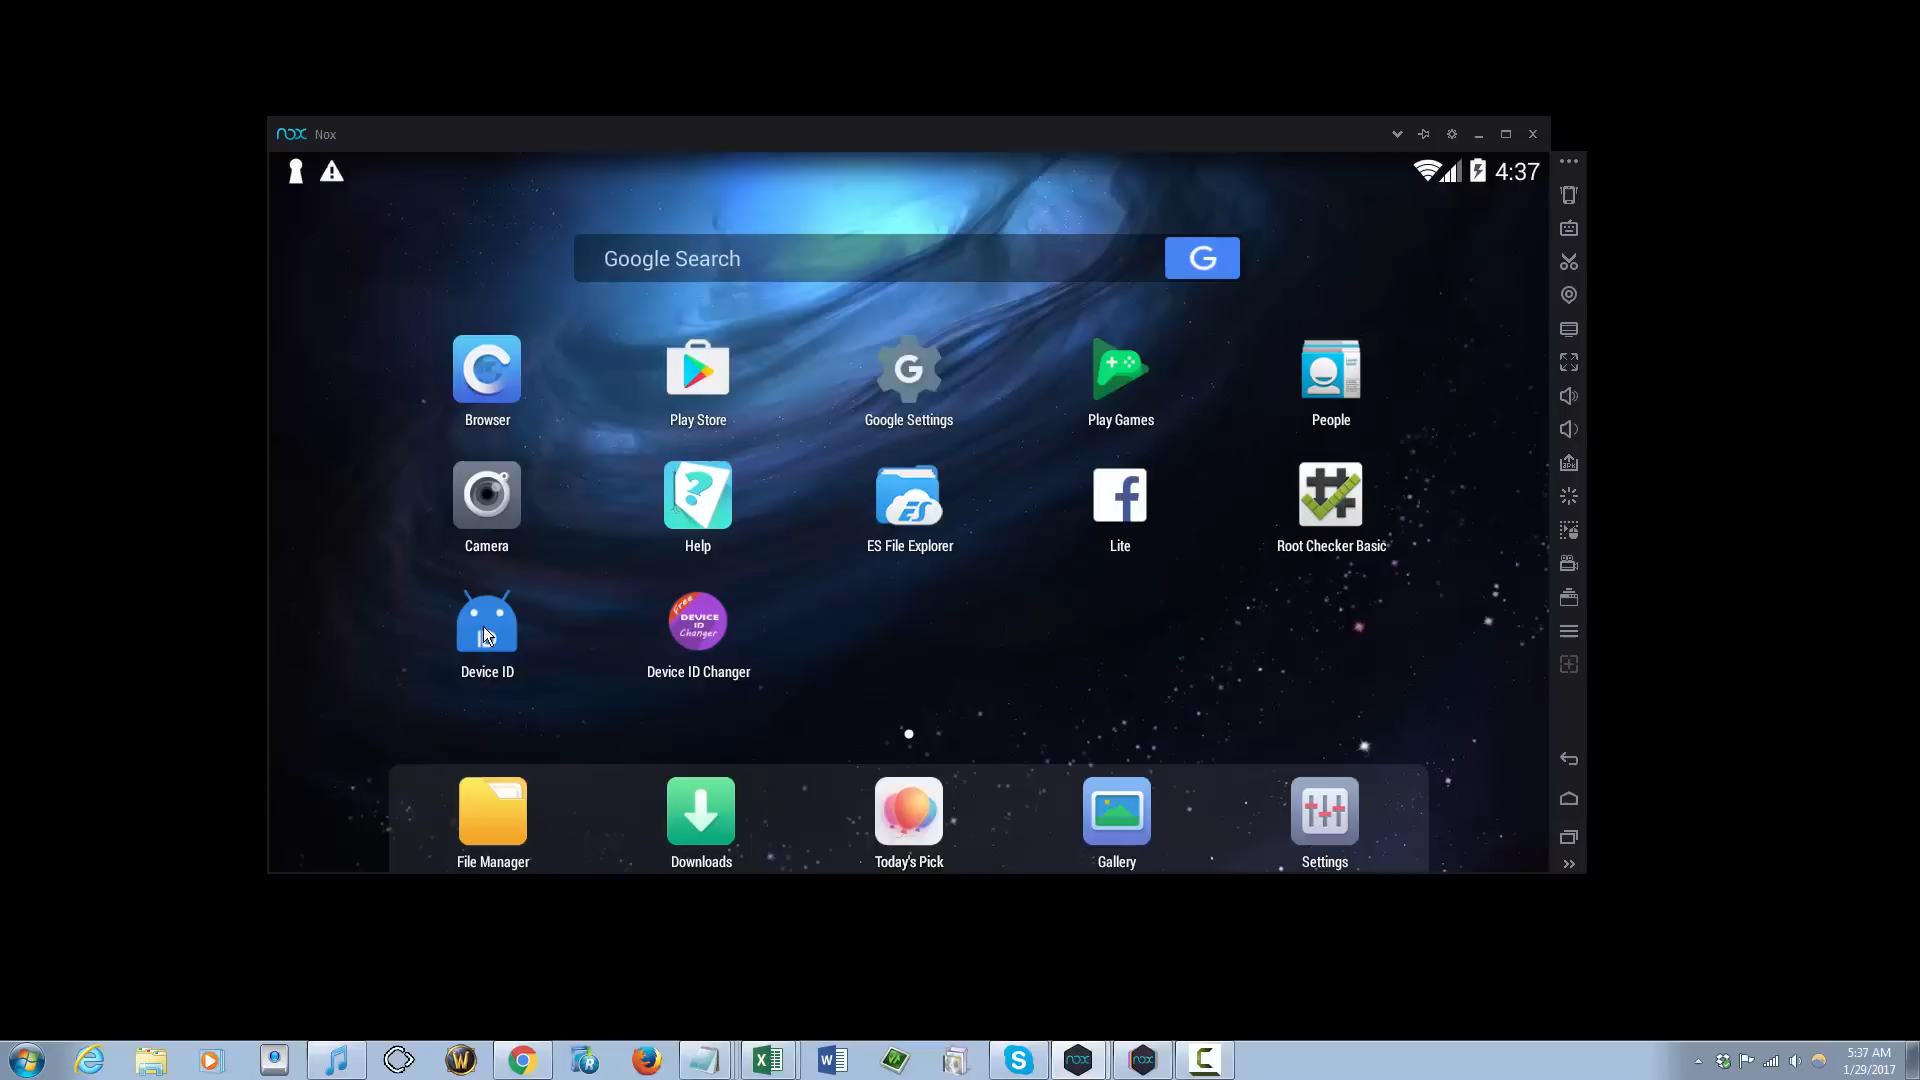 nox Nox
4:37
Google Search G
Browser
Play Store
G
Google Settings
Play Games
People
Camera
?
Help
ES
ES File Explorer
f
Lite
Root Checker Basic
Device ID
Free
DEVICE
ID
Changer
Device ID Changer
File Manager
Downloads
Today's Pick
Gallery
Settings
5:37 AM
1/29/2017